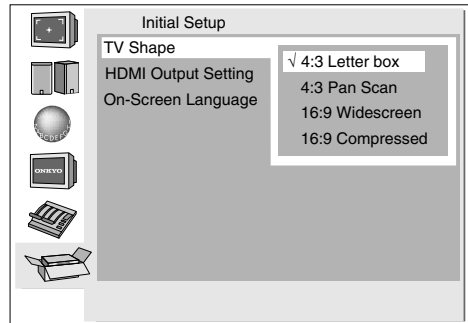 Initial Setup
TV Shape
HDMI Output Setting
On-Screen Language
√ 4:3 Letter box
4:3 Pan Scan
16:9 Widescreen
16:9 Compressed
ONKYO